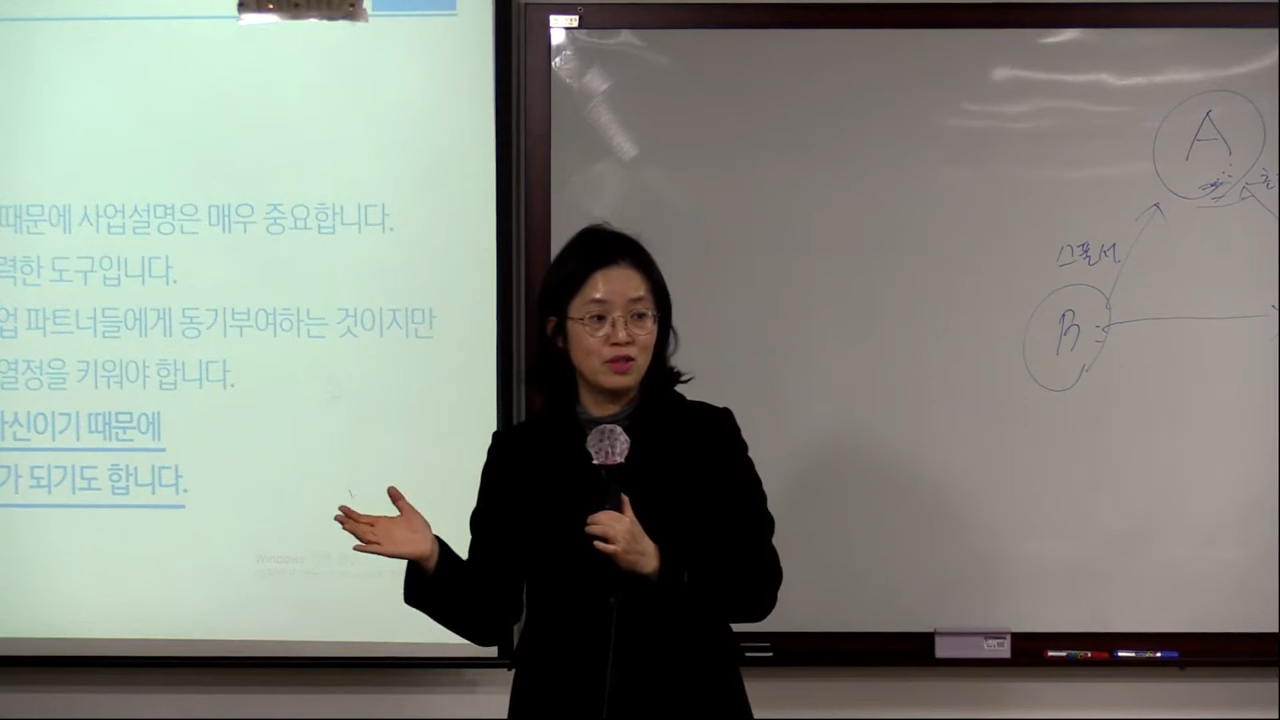 때문에 사업설명은 매우 중요합니다.
력한 도구입니다.
업 파트너들에게 동기부여하는 것이지만
열정을 키워야 합니다.
자신이기 때문에
가 되기도 합니다.
Windows
A
스폰서
B